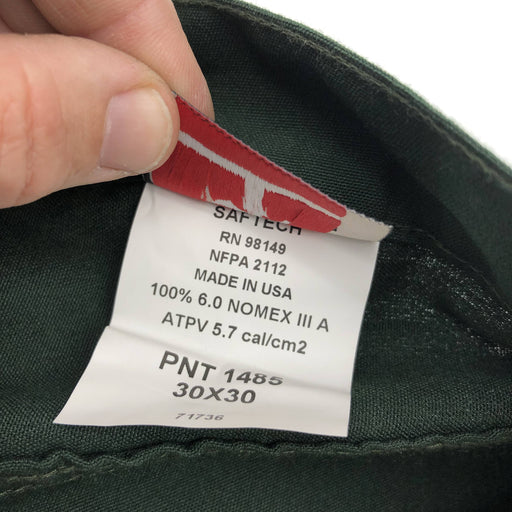 SAFTECH
RN 98149
NFPA 2112
MADE IN USA
100% 6.0 NOMEX III A
ATPV 5.7 cal/cm2
PNT 1485
30X30
71736